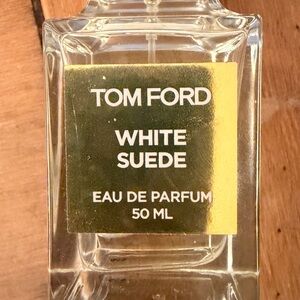 TOM FORD
WHITE
SUEDE
EAU DE PARFUM
50 ML